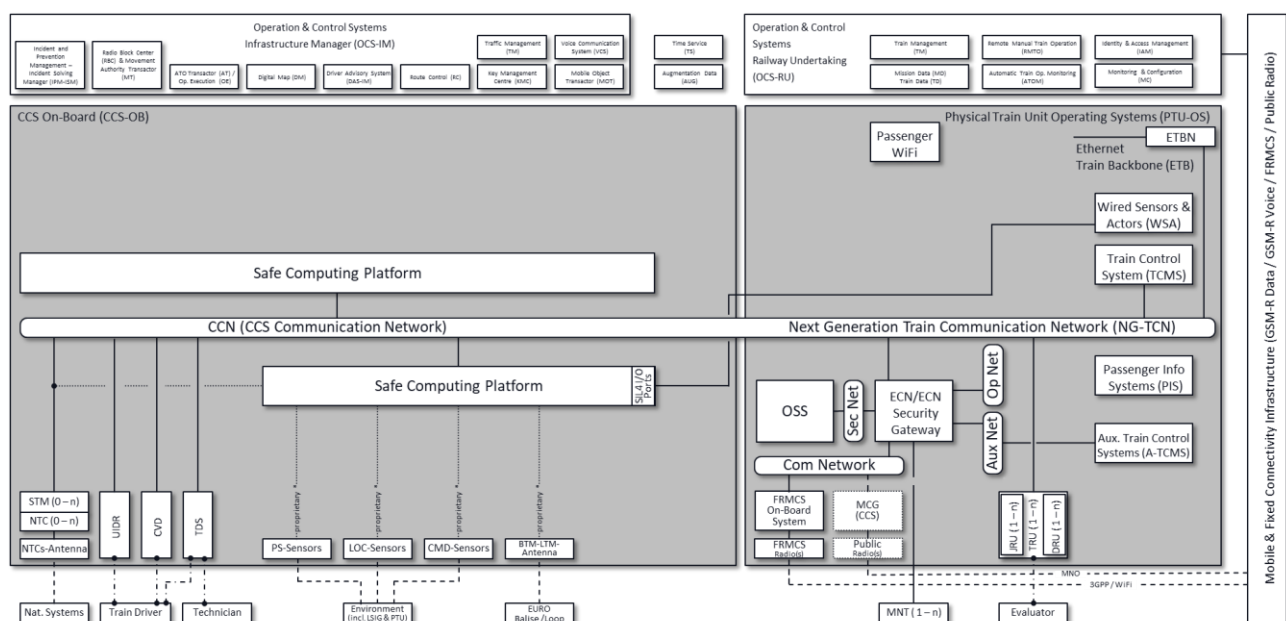 Operation & Control Systems
Infrastructure Manager (OCS-IM)
Incident and
Prevention
Management –
Incident Solving
Manager (IPM-ISM)
Radio Block Center
(RBC) & Movement
Authority Transactor
(MT)
ATO Transactor (AT) /
Op. Execution (OE)
Digital Map (DM)
Driver Advisory System
(DAS-IM)
Route Control (RC)
Traffic Management
(TM)
Key Management
Centre (KMC)
Voice Communication
System (VCS)
Mobile Object
Transactor (MOT)
Time Service
(TS)
Augmentation Data
(AUG)
Operation & Control
Systems
Railway Undertaking
(OCS-RU)
Train Management
(TM)
Mission Data (MD)
Train Data (TD)
Remote Manual Train Operation
(RMTO)
Automatic Train Op. Monitoring
(ATOM)
Identity & Access Management
(IAM)
Monitoring & Configuration
(MC)
Mobile & Fixed Connectivity Infrastructure (GSM-R Data / GSM-R Voice / FRMCS / Public Radio)
CCS On-Board (CCS-OB)
Physical Train Unit Operating Systems (PTU-OS)
Passenger
WiFi
ETBN
Ethernet
Train Backbone (ETB)
Wired Sensors &
Actors (WSA)
Train Control
System (TCMS)
Safe Computing Platform
CCN (CCS Communication Network)
Next Generation Train Communication Network (NG-TCN)
Safe Computing Platform
SIL4 I/O
Ports
OSS
Sec Net
ECN/ECN
Security
Gateway
Op Net
Aux Net
Passenger Info
Systems (PIS)
Aux. Train Control
Systems (A-TCMS)
Com Network
FRMCS
On-Board
System
FRMCS
Radio(s)
MCG
(CCS)
Public
Radio(s)
JRU (1 – n)
TRU (1 – n)
DRU (1 – n)
STM (0 – n)
NTC (0 – n)
NTCs-Antenna
UIDR
CVD
TDS
proprietary *
proprietary *
proprietary *
proprietary *
PS-Sensors
LOC-Sensors
CMD-Sensors
BTM-LTM-
Antenna
MNO
3GPP / WiFi
Nat. Systems
Train Driver
Technician
Environment
(incl. LSIG & PTU)
EURO
Balise /Loop
MNT (1 – n)
Evaluator